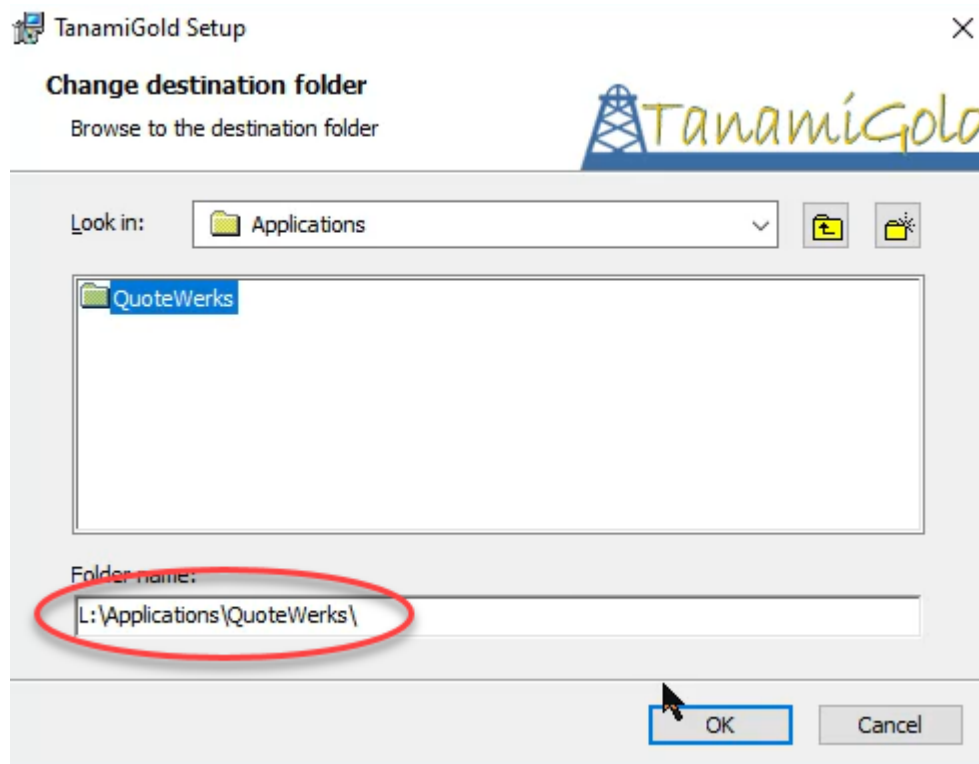 TanamiGold Setup
Change destination folder
Browse to the destination folder
TanamiGold
Look in:
Applications
QuoteWerks
Folder name:
L:\Applications\QuoteWerks\
OK
Cancel